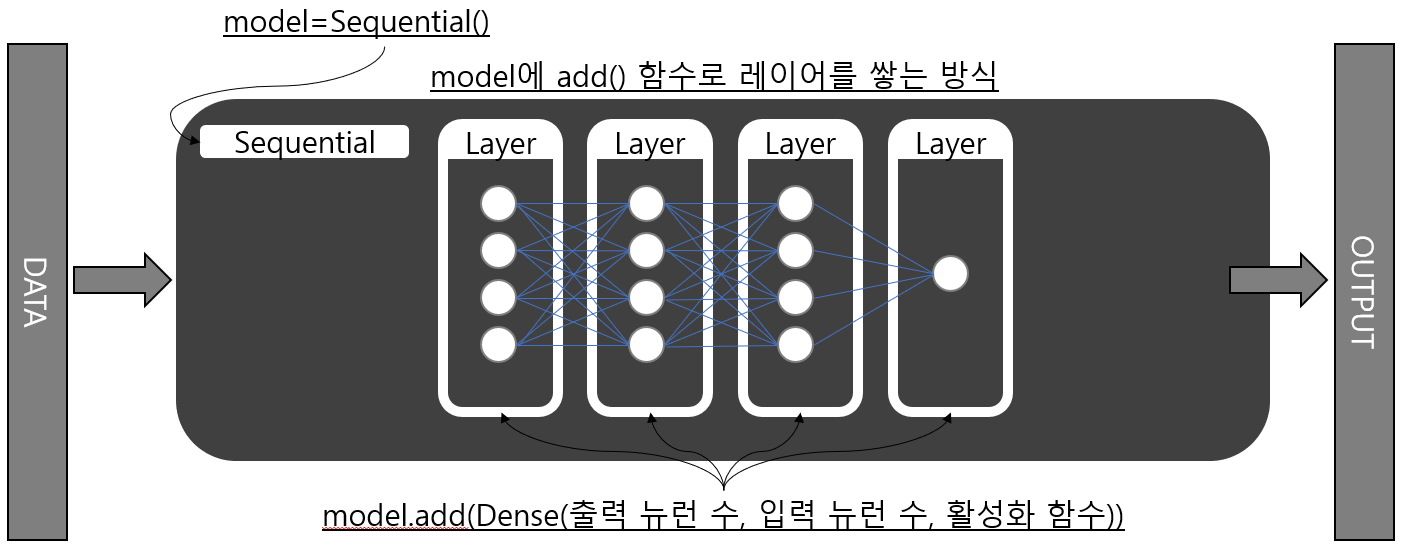 model=Sequential()
model에 add() 함수로 레이어를 쌓는 방식
Sequential
Layer
Layer
Layer
Layer
DATA
OUTPUT
model.add(Dense(출력 뉴런 수, 입력 뉴런 수, 활성화 함수))